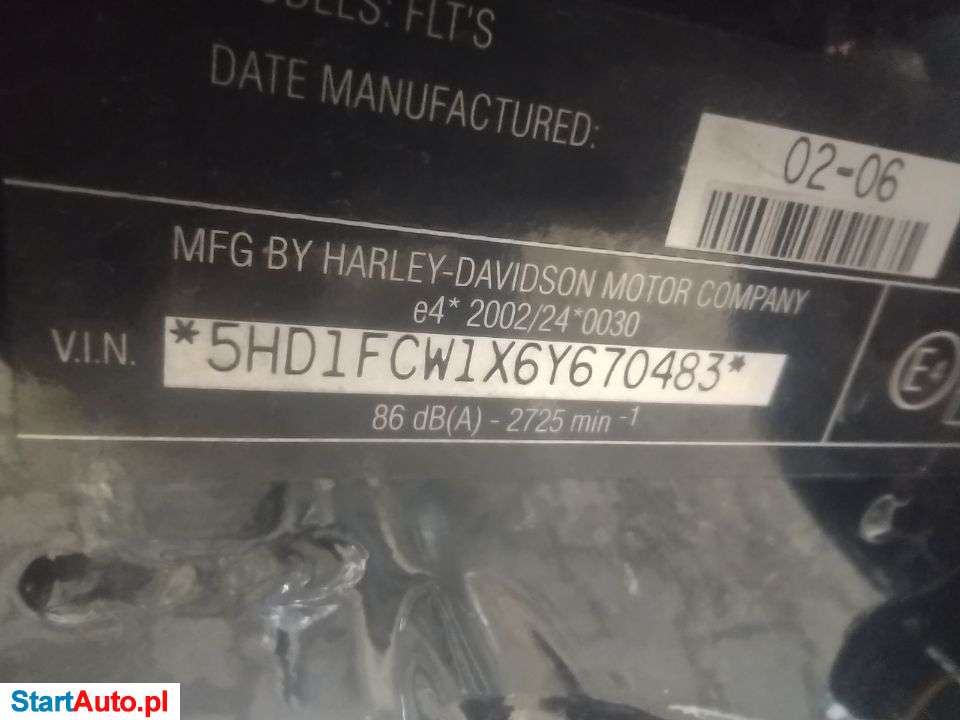 MODELS: FLT'S
DATE MANUFACTURED:
02-06
MFG BY HARLEY-DAVIDSON MOTOR COMPANY
e4* 2002/24*0030
V.I.N. *5HD1FCW1X6Y670483*
86 dB(A) - 2725 min -1
E4
StartAuto.pl